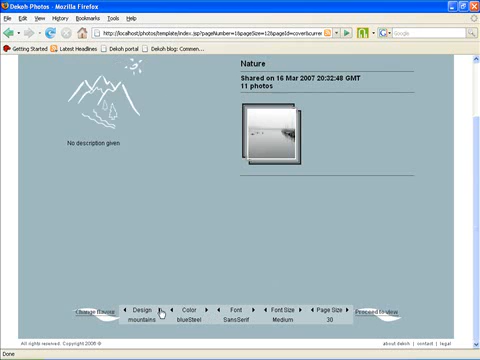 Dekoh-Photos - Mozilla Firefox
File Edit View History Bookmarks Tools Help
http://localhost/photos/template/index.jsp?pageNumber=1&pageSize=12&pageId=coverlicurrer
Google
Getting Started Latest Headlines Dekoh portal Dekoh blog: Commen...
Nature
Shared on 16 Mar 2007 20:32:48 GMT
11 photos
No description given
Change theme Design Color Font Font Size Page Size Proceed to view
mountains blueSteel SansSerif Medium 30
All rights reserved. Copyright 2006 ® about dekoh | contact | legal
Done